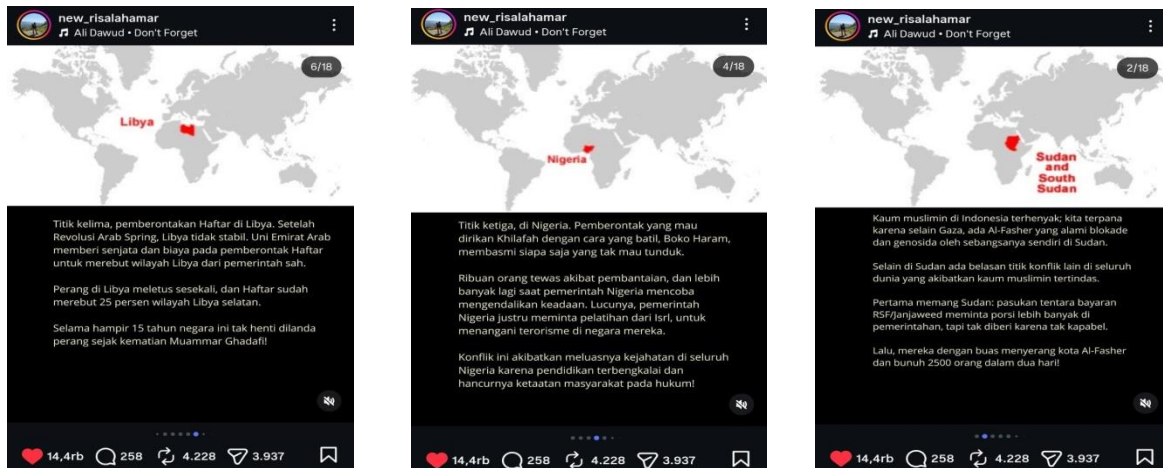 new_risalahamar
Ali Dawud • Don't Forget
6/18
Libya
Titik kelima, pemberontakan Haftar di Libya. Setelah
Revolusi Arab Spring, Libya tidak stabil. Uni Emirat Arab
memberi senjata dan biaya pada pemberontak Haftar
untuk merebut wilayah Libya dari pemerintah sah.
Perang di Libya meletus sesekali, dan Haftar sudah
merebut 25 persen wilayah Libya selatan.
Selama hampir 15 tahun negara ini tak henti dilanda
perang sejak kematian Muammar Ghadafi!
14,4rb 258 4.228 3.937
new_risalahamar
Ali Dawud • Don't Forget
4/18
Nigeria
Titik ketiga, di Nigeria. Pemberontak yang mau
dirikan Khilafah dengan cara yang batil, Boko Haram,
membasmi siapa saja yang tak mau tunduk.
Ribuan orang tewas akibat pembantaian, dan lebih
banyak lagi saat pemerintah Nigeria mencoba
mengendalikan keadaan. Lucunya, pemerintah
Nigeria justru meminta pelatihan dari Isrl, untuk
menangani terorisme di negara mereka.
Konflik ini akibatkan meluasnya kejahatan di seluruh
Nigeria karena pendidikan terbengkalai dan
hancurnya ketaatan masyarakat pada hukum!
14,4rb 258 4.228 3.937
new_risalahamar
Ali Dawud • Don't Forget
2/18
Sudan
and
South
Sudan
Kaum muslimin di Indonesia terhenyak; kita terpana
karena selain Gaza, ada Al-Fasher yang alami blokade
dan genosida oleh sebangsanya sendiri di Sudan.
Selain di Sudan ada belasan titik konflik lain di seluruh
dunia yang akibatkan kaum muslimin tertindas.
Pertama memang Sudan: pasukan tentara bayaran
RSF/Janjaweed meminta porsi lebih banyak di
pemerintahan, tapi tak diberi karena tak kapabel.
Lalu, mereka dengan buas menyerang kota Al-Fasher
dan bunuh 2500 orang dalam dua hari!
14,4rb 258 4.228 3.937